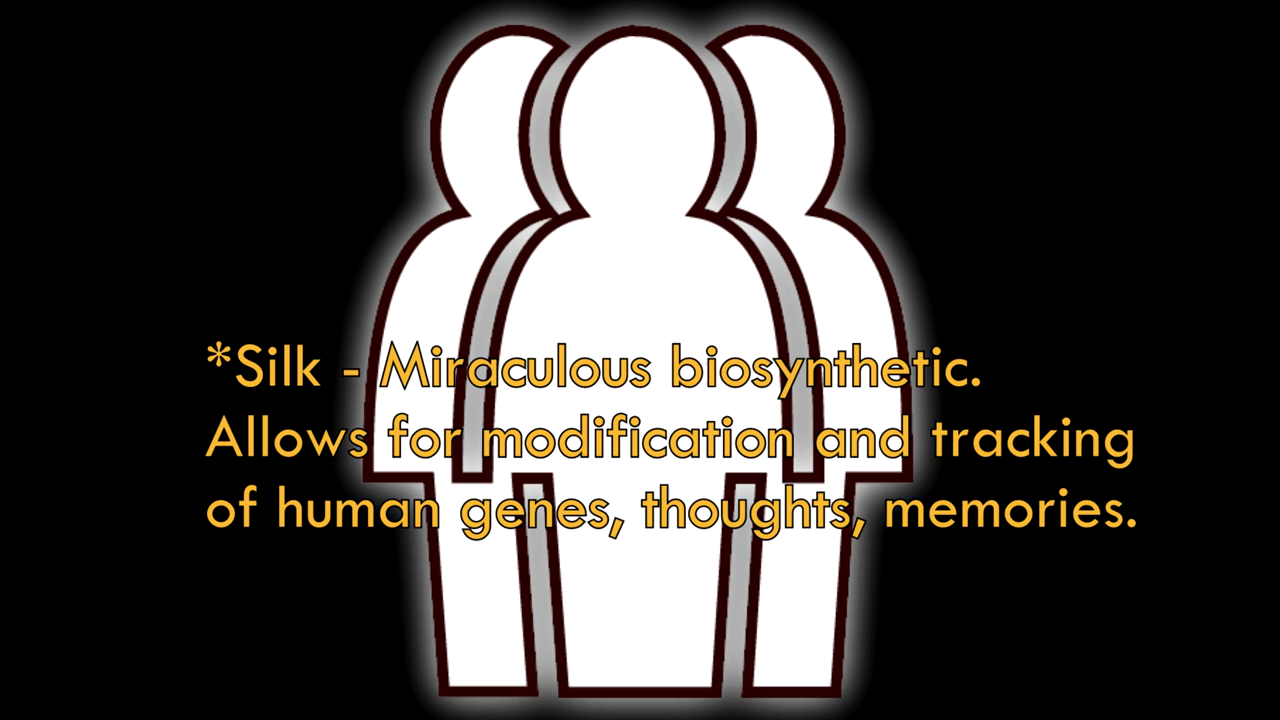 *Silk - Miraculous biosynthetic.
Allows for modification and tracking
of human genes, thoughts, memories.